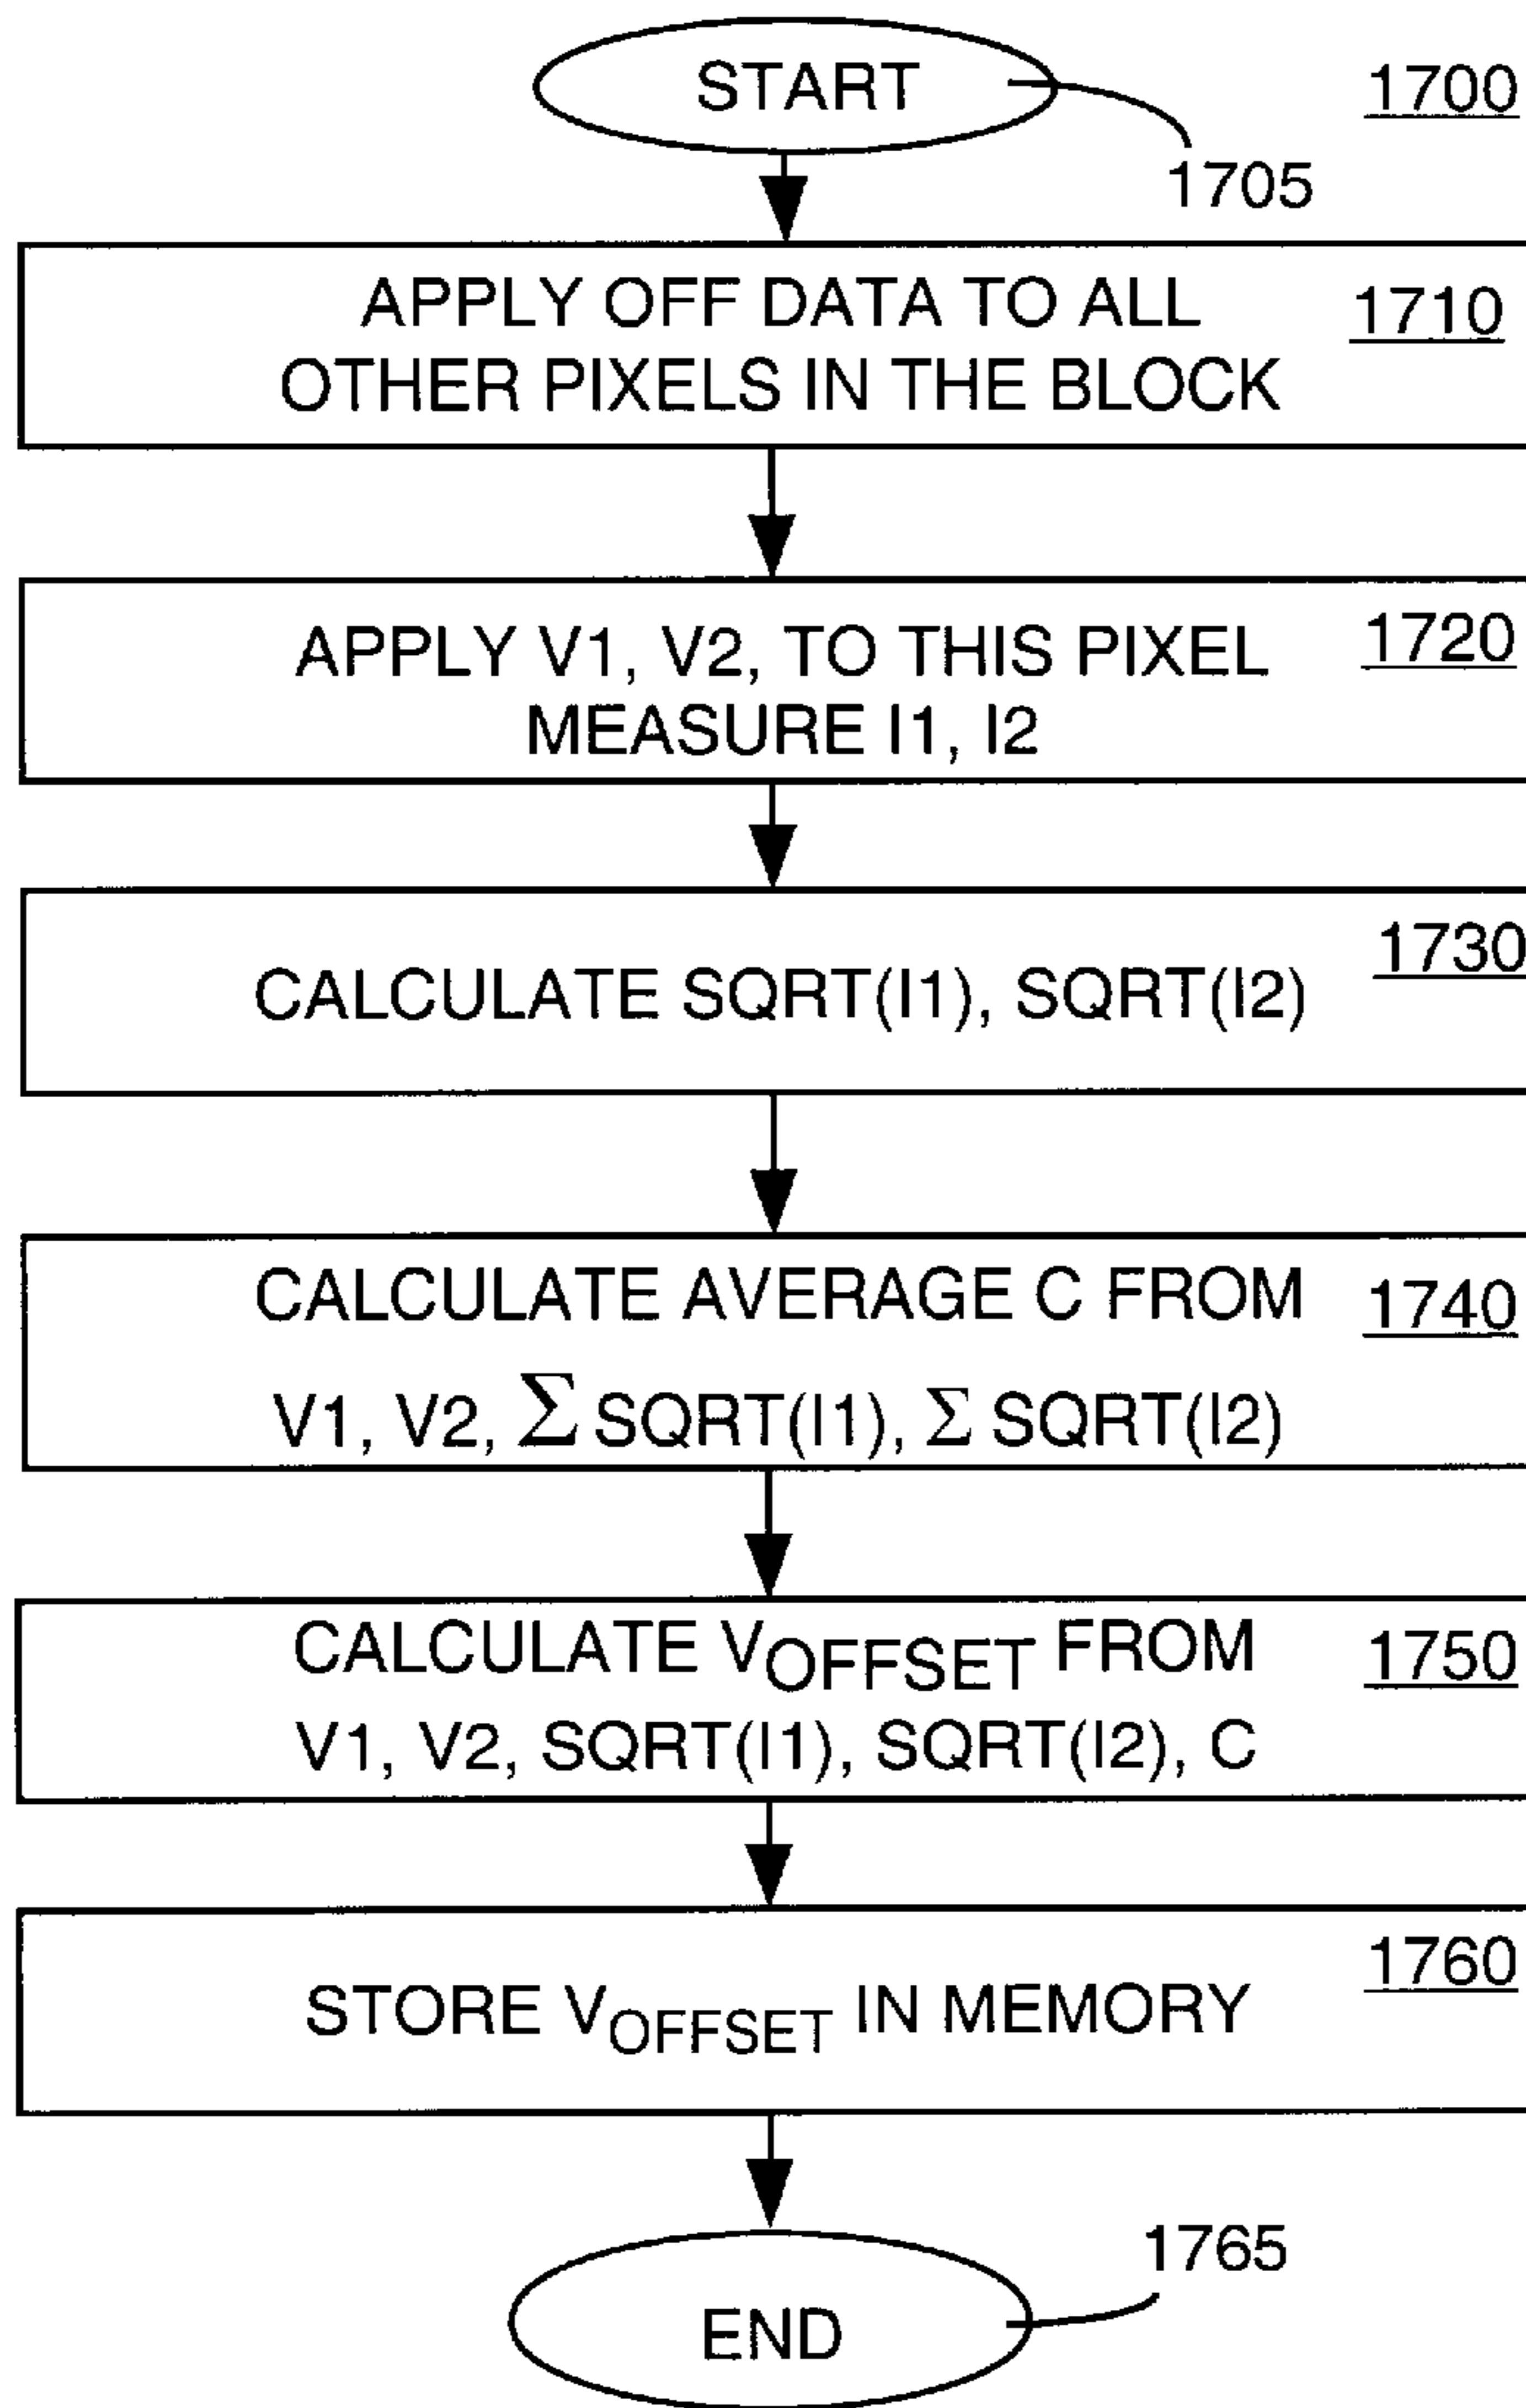 START
1700
1705
APPLY OFF DATA TO ALL
1710
OTHER PIXELS IN THE BLOCK
APPLY V1, V2, TO THIS PIXEL
1720
MEASURE I1, I2
1730
CALCULATE SQRT(I1), SQRT(I2)
CALCULATE AVERAGE C FROM
1740
V1, V2, Σ SQRT(I1), Σ SQRT(I2)
CALCULATE VOFFSET FROM
1750
V1, V2, SQRT(I1), SQRT(I2), C
1760
STORE VOFFSET IN MEMORY
1765
END